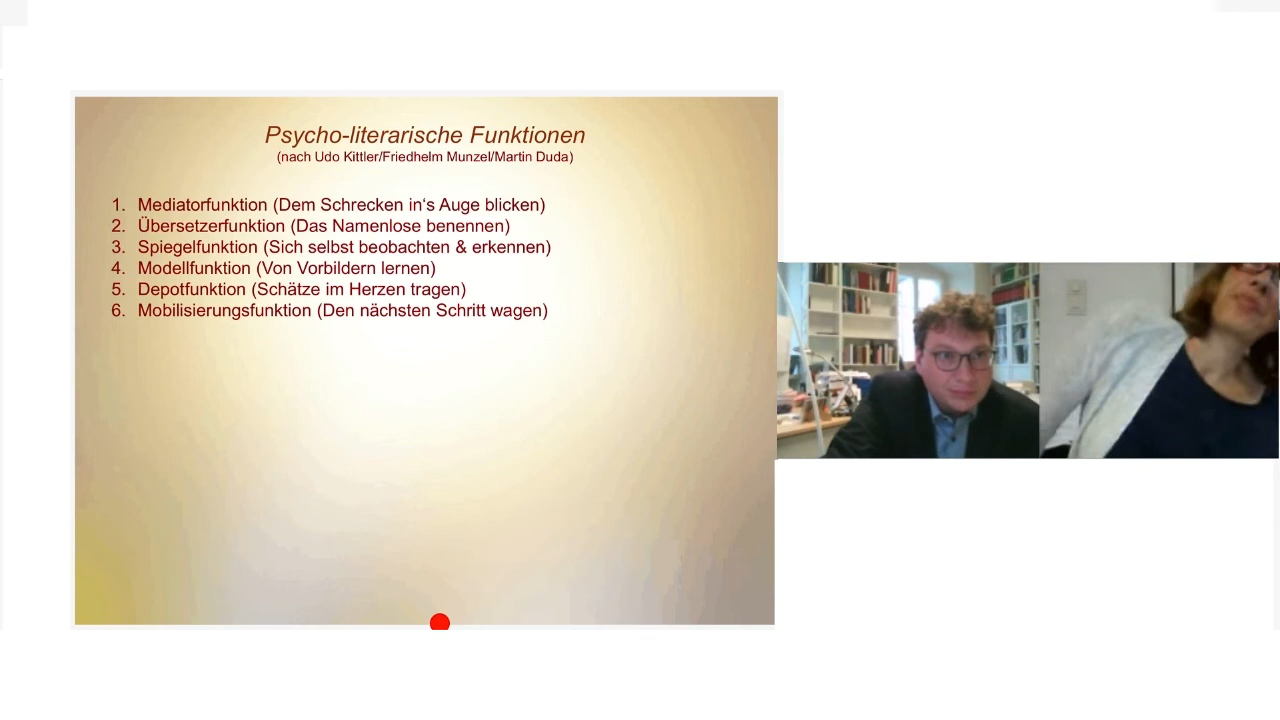 Psycho-literarische Funktionen
(nach Udo Kittler/Friedhelm Munzel/Martin Duda)
1. Mediatorfunktion (Dem Schrecken in‘s Auge blicken)
2. Übersetzerfunktion (Das Namenlose benennen)
3. Spiegelfunktion (Sich selbst beobachten & erkennen)
4. Modellfunktion (Von Vorbildern lernen)
5. Depotfunktion (Schätze im Herzen tragen)
6. Mobilisierungsfunktion (Den nächsten Schritt wagen)